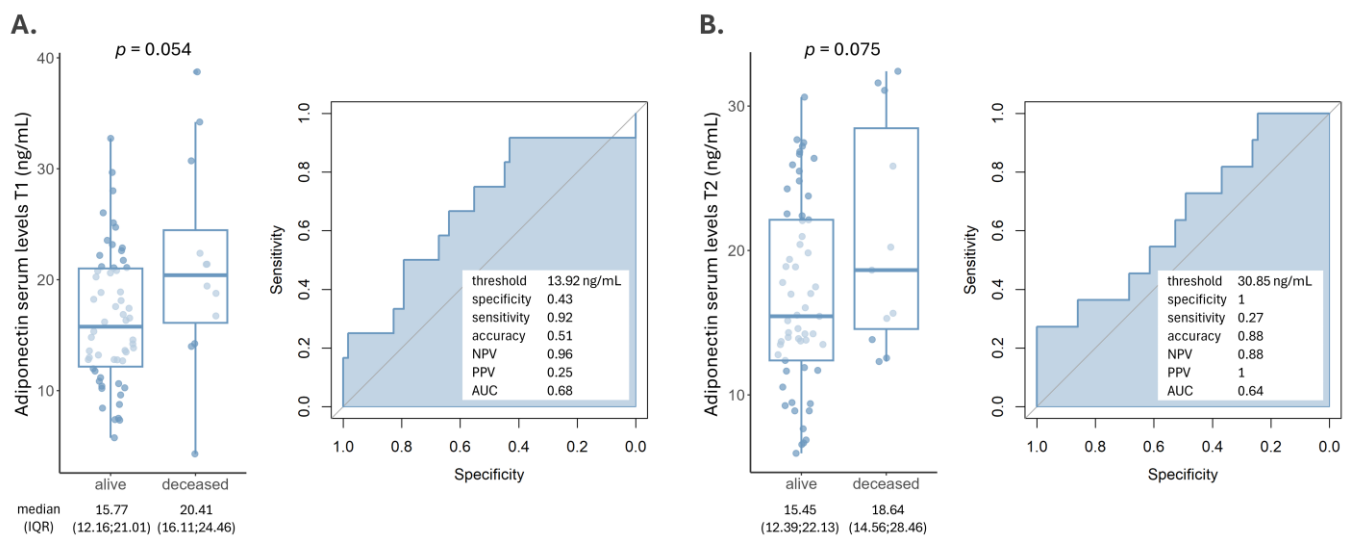 A.
p = 0.054
Adiponectin serum levels T1 (ng/mL)
40
30
20
10
alive deceased
median 15.77 20.41
(IQR) (12.16;21.01) (16.11;24.46)
Sensitivity
1.0
0.8
0.6
0.4
0.2
0.0
threshold 13.92 ng/mL
specificity 0.43
sensitivity 0.92
accuracy 0.51
NPV 0.96
PPV 0.25
AUC 0.68
1.0 0.8 0.6 0.4 0.2 0.0
Specificity
B.
p = 0.075
Adiponectin serum levels T2 (ng/mL)
30
20
10
alive deceased
15.45 18.64
(12.39;22.13) (14.56;28.46)
Sensitivity
1.0
0.8
0.6
0.4
0.2
0.0
threshold 30.85 ng/mL
specificity 1
sensitivity 0.27
accuracy 0.88
NPV 0.88
PPV 1
AUC 0.64
1.0 0.8 0.6 0.4 0.2 0.0
Specificity